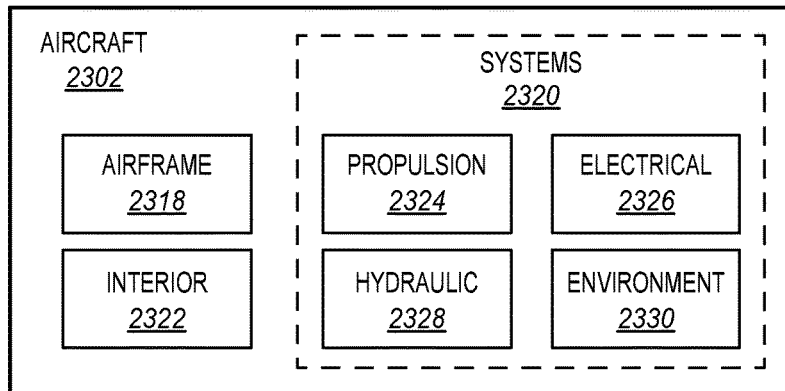 AIRCRAFT
2302
SYSTEMS
2320
AIRFRAME
2318
PROPULSION
2324
ELECTRICAL
2326
INTERIOR
2322
HYDRAULIC
2328
ENVIRONMENT
2330